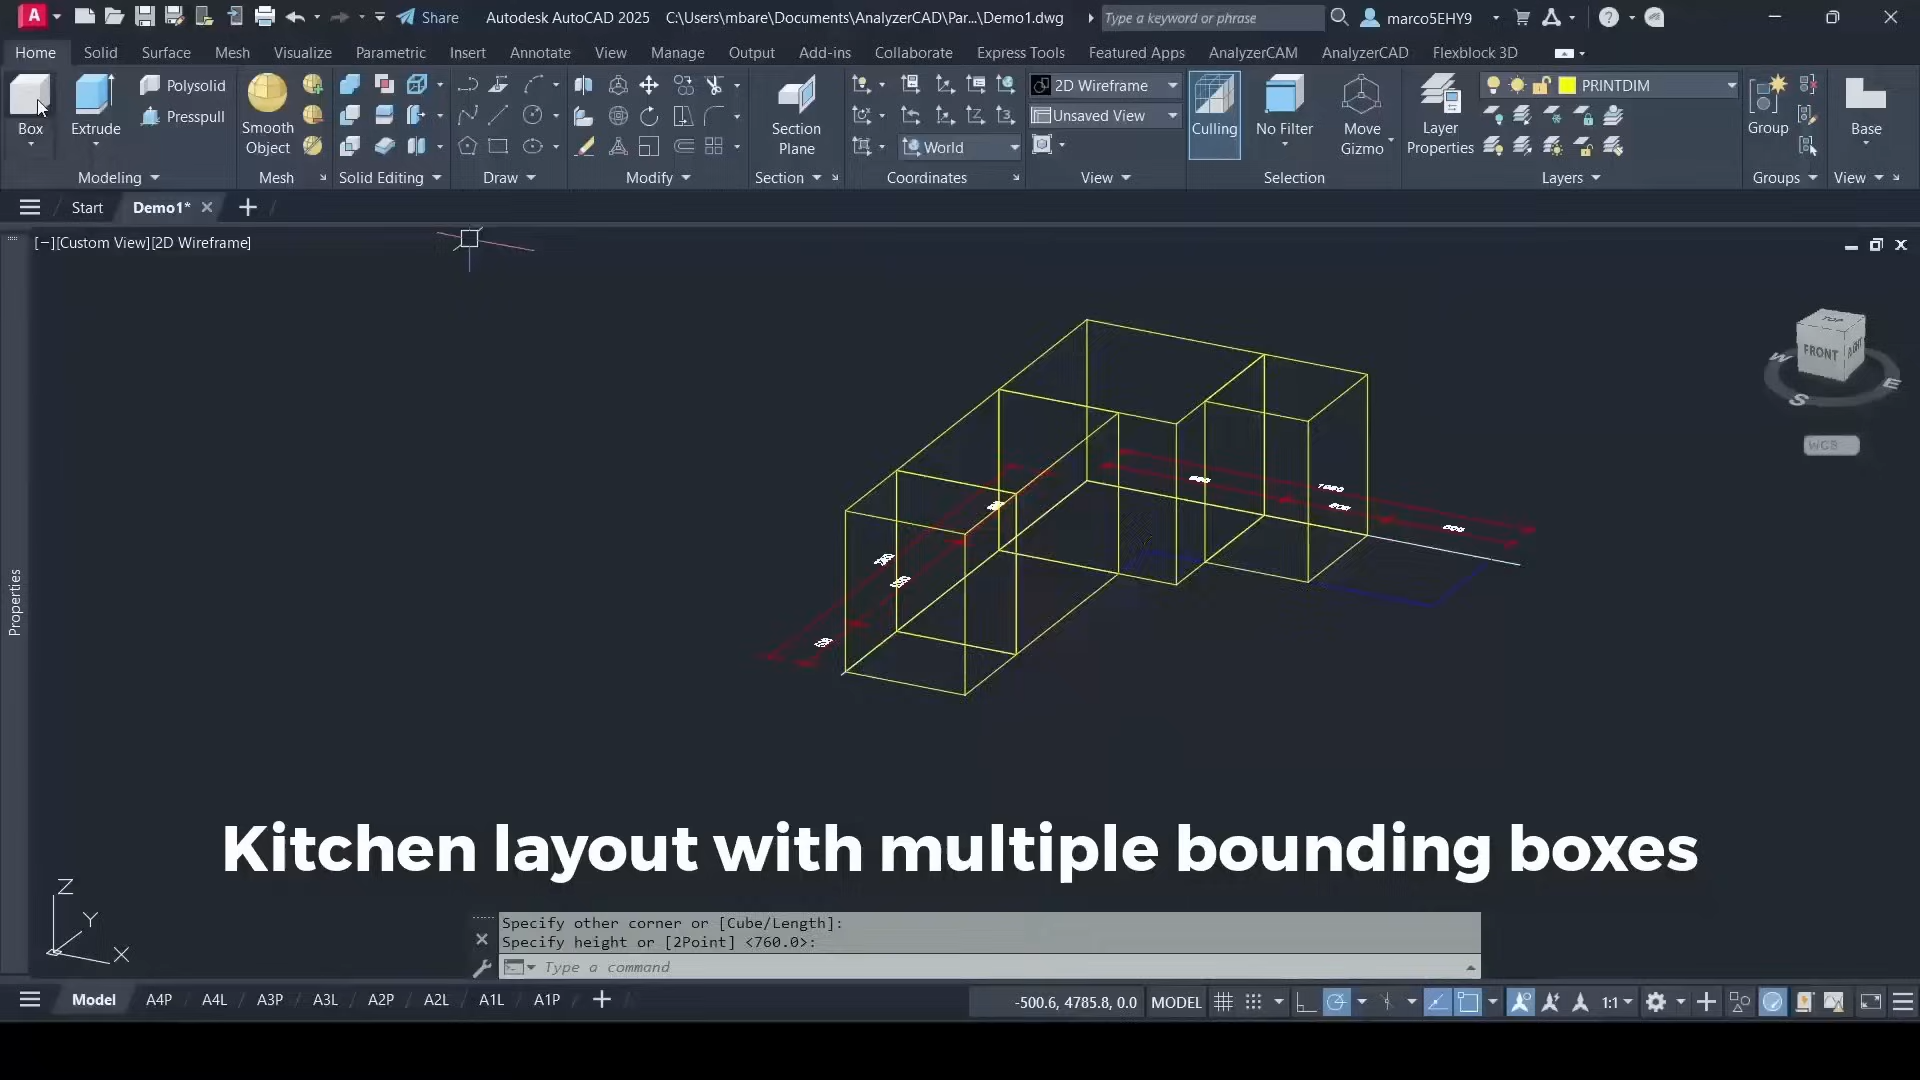 A Share Autodesk AutoCAD 2025 C:\Users\mbare\Documents\AnalyzerCAD\Par...\Demo1.dwg Type a keyword or phrase marco5EHY9
Home Solid Surface Mesh Visualize Parametric Insert Annotate View Manage Output Add-ins Collaborate Express Tools Featured Apps AnalyzerCAM AnalyzerCAD Flexblock 3D
Polysolid
Presspull
Box
Extrude
Smooth
Object
Section
Plane
World
2D Wireframe
Unsaved View
Culling
No Filter
Move
Gizmo
Layer
Properties
PRINTDIM
Group
Base
Modeling Mesh Solid Editing Draw Modify Section Coordinates View Selection Layers Groups View
Start Demo1* +
[−][Custom View][2D Wireframe]
TOP
FRONT
RIGHT
W
E
S
WCS
Properties
Kitchen layout with multiple bounding boxes
Z
Y
X
Specify other corner or [Cube/Length]:
Specify height or [2Point] <760.0>:
Type a command
Model A4P A4L A3P A3L A2P A2L A1L A1P +
-500.6, 4785.8, 0.0 MODEL 1:1